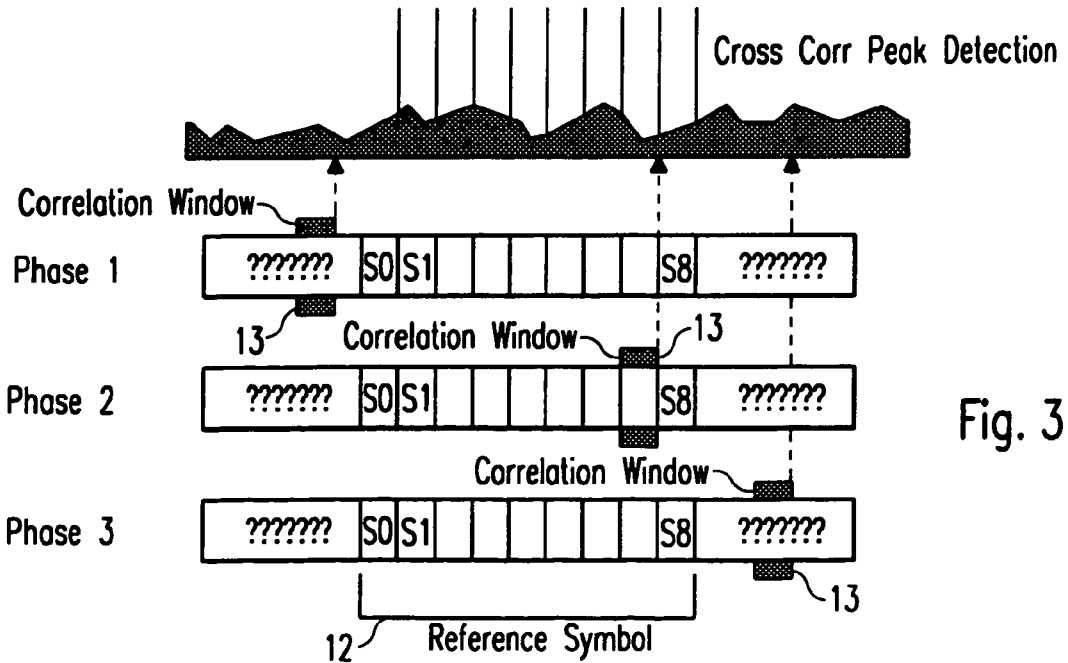 Cross Corr Peak Detection
Correlation Window
Phase 1 ??????? S0 S1 S8 ???????
13
Correlation Window 13
Phase 2 ??????? S0 S1 S8 ???????
Fig. 3
Correlation Window
Phase 3 ??????? S0 S1 S8 ???????
13
12 Reference Symbol